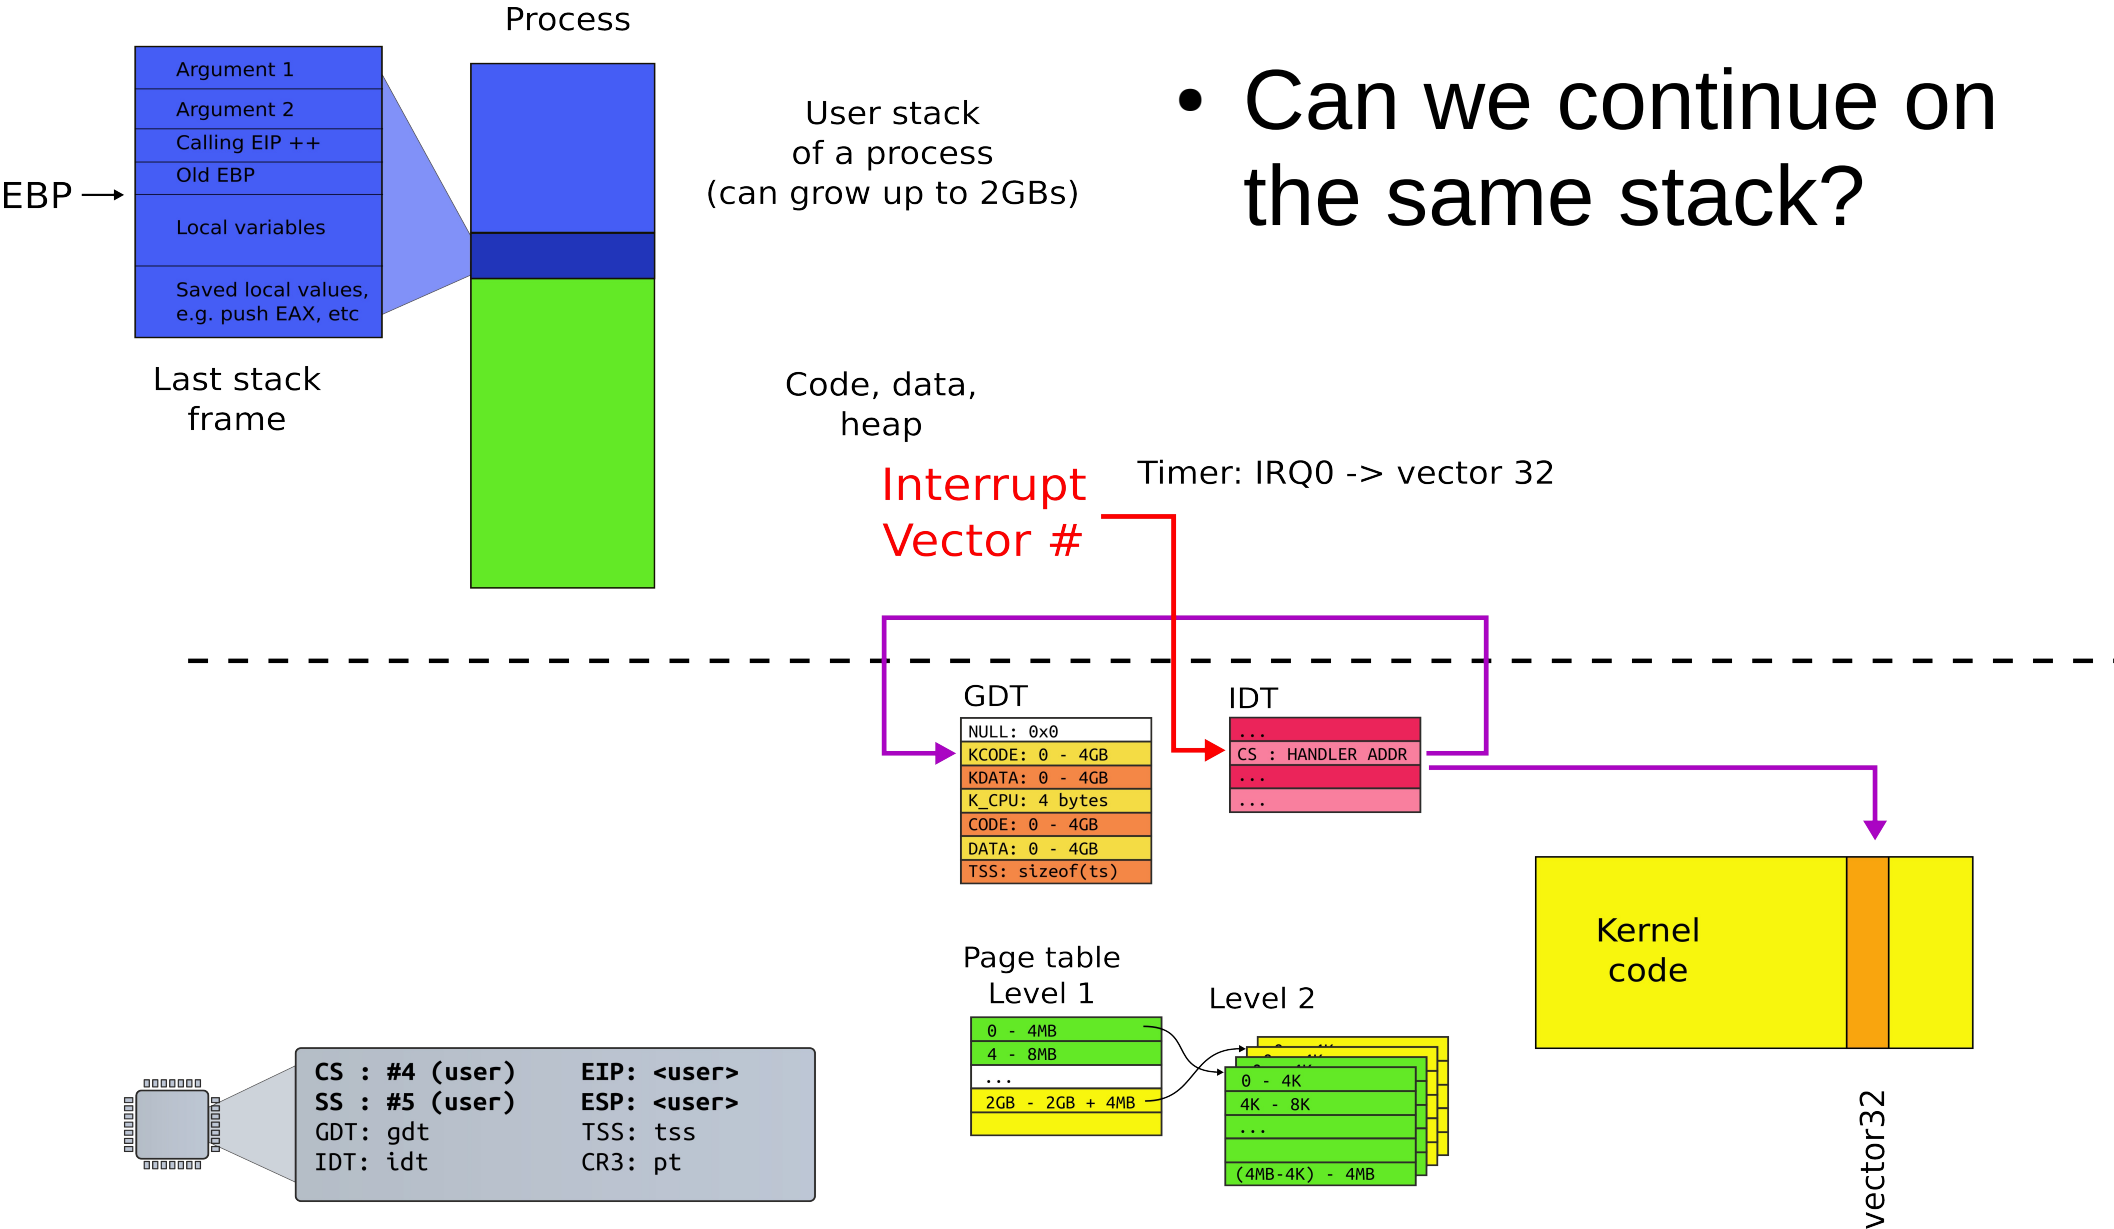 Process
Argument 1
Argument 2
Calling EIP ++
Old EBP
EBP
Local variables
Saved local values,
e.g. push EAX, etc
Last stack
frame
User stack
of a process
(can grow up to 2GBs)
• Can we continue on
the same stack?
Code, data,
heap
Interrupt
Vector #
Timer: IRQ0 -> vector 32
GDT
NULL: 0x0
KCODE: 0 - 4GB
KDATA: 0 - 4GB
K_CPU: 4 bytes
CODE: 0 - 4GB
DATA: 0 - 4GB
TSS: sizeof(ts)
IDT
...
CS : HANDLER ADDR
...
...
Kernel
code
vector32
Page table
Level 1
0 - 4MB
4 - 8MB
...
2GB - 2GB + 4MB
Level 2
0 - 4K
4K - 8K
...
(4MB-4K) - 4MB
CS : #4 (user) EIP: <user>
SS : #5 (user) ESP: <user>
GDT: gdt TSS: tss
IDT: idt CR3: pt